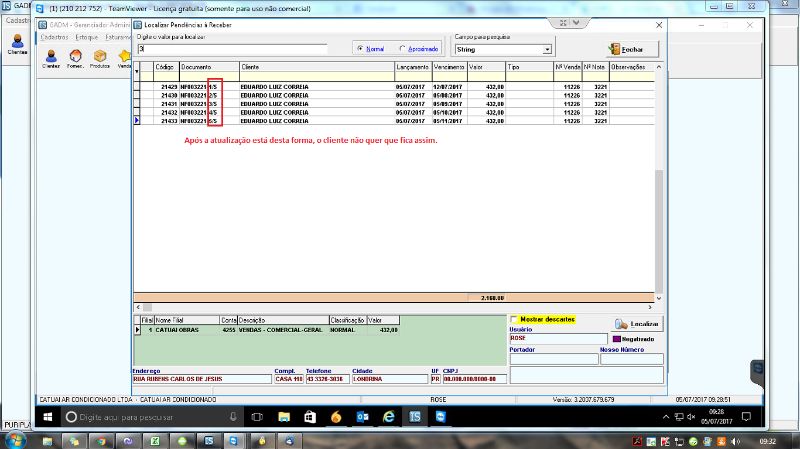 GADM
(1) (210 212 752) - TeamViewer - Licença gratuita (somente para uso não comercial)
Cadastro
GADM - Gerenciador Admini
Localizar Pendências à Receber
Cadastros Estoque Faturame
Digite o valor para localizar
Campo para pesquisa
3
Normal
Aproximado
String
Fechar
Clientes
Clientes Fornec. Produtos Venda
Código Documento Cliente Lançamento Vencimento Valor Tipo Nº Venda Nº Nota Observações
21429 NF003221 1/5 EDUARDO LUIZ CORREIA 05/07/2017 12/07/2017 432,00 11226 3221
21430 NF003221 2/5 EDUARDO LUIZ CORREIA 05/07/2017 05/08/2017 432,00 11226 3221
21431 NF003221 3/5 EDUARDO LUIZ CORREIA 05/07/2017 05/09/2017 432,00 11226 3221
21432 NF003221 4/5 EDUARDO LUIZ CORREIA 05/07/2017 05/10/2017 432,00 11226 3221
21433 NF003221 5/5 EDUARDO LUIZ CORREIA 05/07/2017 05/11/2017 432,00 11226 3221
Após a atualização está desta forma, o cliente não quer que fica assim.
2.160,00
Filial Nome Filial Conta Descrição Classificação Valor
1 CATUAI OBRAS 4255 VENDAS - COMERCIAL-GERAL NORMAL 432,00
Mostrar descartes
Localizar
Usuário
ROSE
Negativado
Portador Nosso Número
Endereço Compl. Telefone Cidade UF CNPJ
RUA RUBENS CARLOS DE JESUS CASA 110 43 3326-3036 LONDRINA PR 00.000.000/0000-00
CATUAI AR CONDICIONADO LTDA - CATUAI AR CONDICIONADO ROSE Versão: 3.2037.679.679 05/07/2017 09:28:51
Digite aqui para pesquisar
09:28
05/07/2017
PUBIPLA
09:32